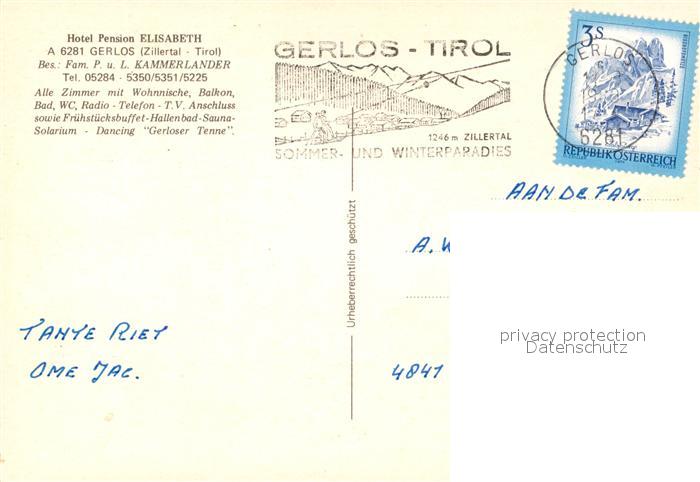 Hotel Pension ELISABETH
A 6281 GERLOS (Zillertal - Tirol)
Bes.: Fam. P. u. L. KAMMERLANDER
Tel. 05284 - 5350/5351/5225
Alle Zimmer mit Wohnnische, Balkon,
Bad, WC, Radio - Telefon - T.V. Anschluss
sowie Frühstücksbuffet-Hallenbad-Sauna-
Solarium - Dancing "Gerloser Tenne".
GERLOS - TIROL
1246 m ZILLERTAL
SOMMER- UND WINTERPARADIES
3S
GERLOS
6281
REPUBLIK ÖSTERREICH
Urheberrechtlich geschützt
AAN DE FAM.
A. W
4841
TANTE RIET
OME JAC.
privacy protection
Datenschutz